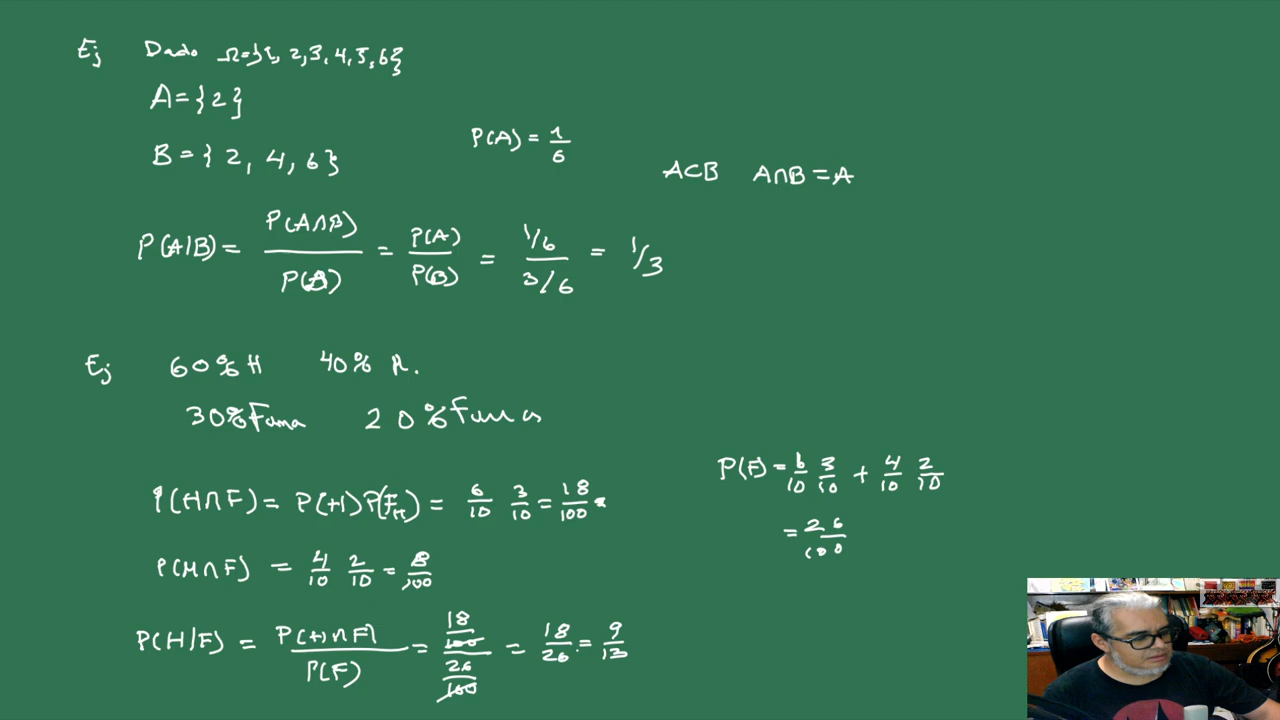 Ej Dado Ω={1, 2, 3, 4, 5, 6}
A = {2}
P(A) = 1/6
B = {2, 4, 6}
A⊂B A∩B = A
P(A|B) = P(A∩B)/P(B) = P(A)/P(B) = (1/6)/(3/6) = 1/3
Ej 60% H 40% M.
30% Fuma 20% Fuman
P(F) = 6/10 3/10 + 4/10 2/10
= 26/100
P(H∩F) = P(H)P(F_H) = 6/10 3/10 = 18/100
P(M∩F) = 4/10 2/10 = 8/100
P(H/F) = P(H∩F)/P(F) = (18/100)/(26/100) = 18/26 = 9/13